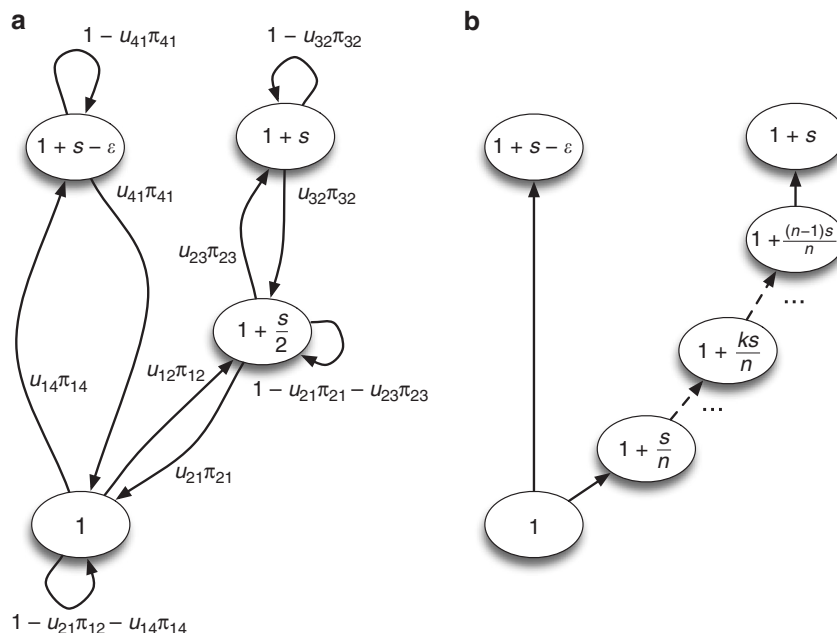 a
1 – u₄₁π₄₁
1 – u₃₂π₃₂
1 + s – ε
1 + s
u₄₁π₄₁
u₃₂π₃₂
u₂₃π₂₃
1 + s/2
u₁₄π₁₄
u₁₂π₁₂
1 – u₂₁π₂₁ – u₂₃π₂₃
u₂₁π₂₁
1
1 – u₂₁π₁₂ – u₁₄π₁₄
b
1 + s – ε
1 + s
1 + (n–1)s/n
...
1 + ks/n
...
1 + s/n
1